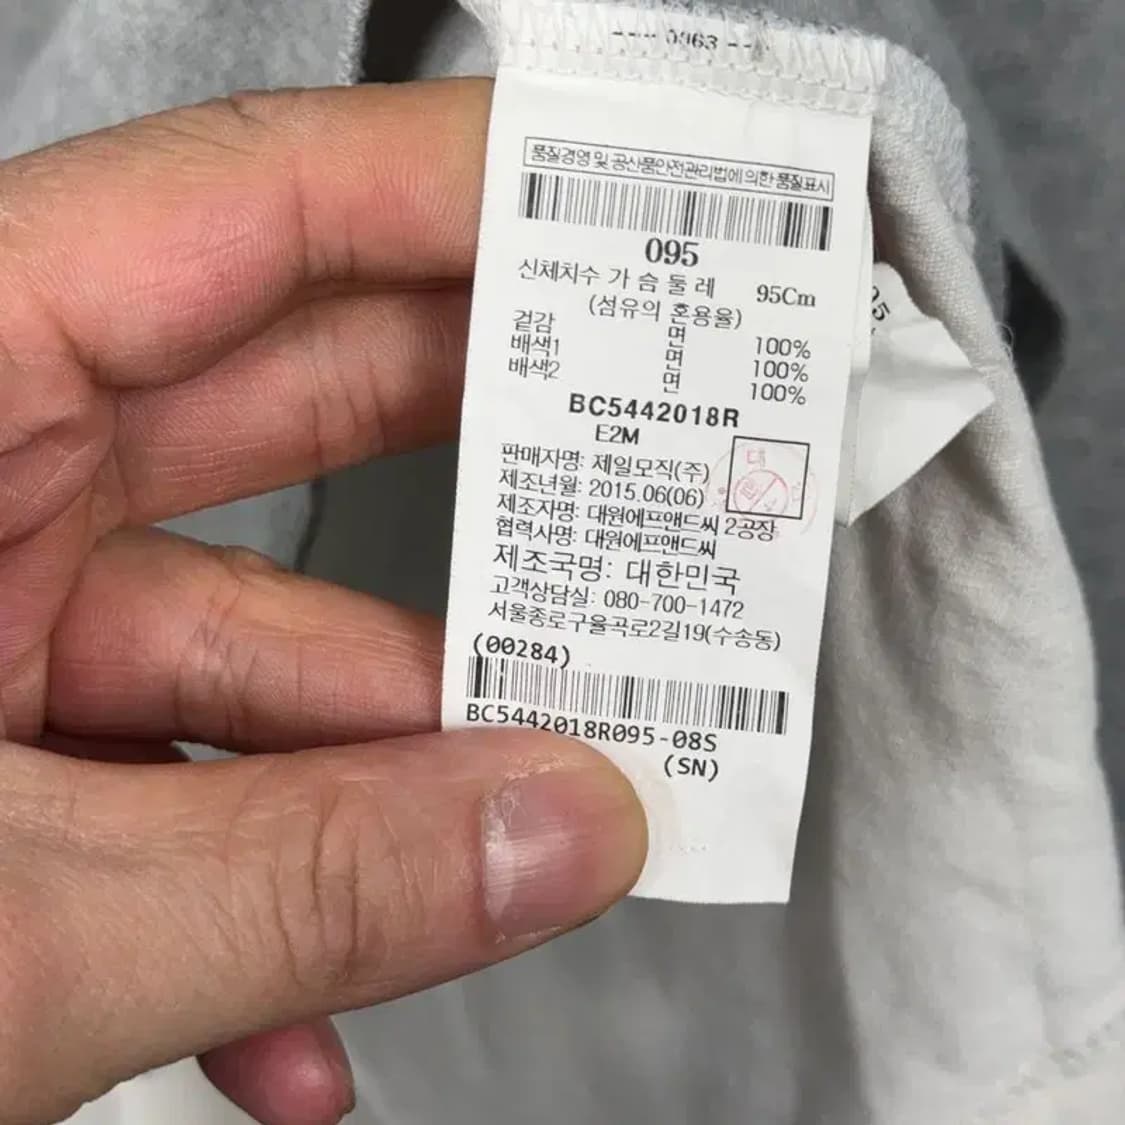 0363
품질경영 및 공산품안전관리법에 의한 품질표시
095
신체치수 가 슴 둘 레 95Cm
(섬유의 혼용율)
겉감 면 100%
배색1 면 100%
배색2 면 100%
BC5442018R
E2M
판매자명: 제일모직(주)
제조년월: 2015.06(06)
제조자명: 대원에프앤드씨 2공장
협력사명: 대원에프앤드씨
제조국명: 대한민국
고객상담실: 080-700-1472
서울종로구율곡로2길19(수송동)
(00284)
BC5442018R095-08S
(SN)